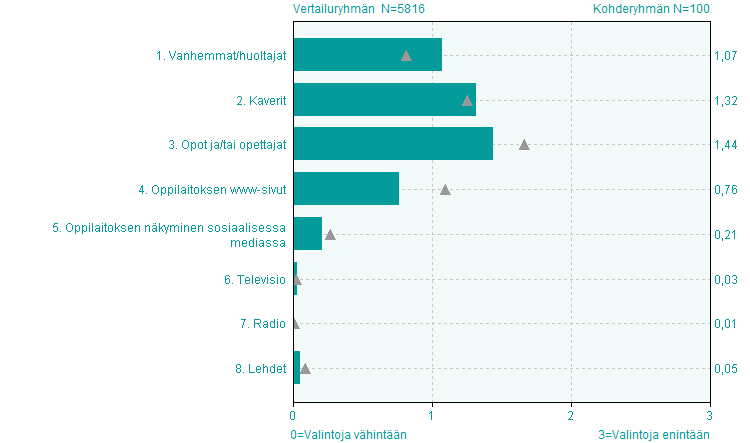 Vertailuryhmän N=5816 Kohderyhmän N=100
1. Vanhemmat/huoltajat 1,07
2. Kaverit 1,32
3. Opot ja/tai opettajat 1,44
4. Oppilaitoksen www-sivut 0,76
5. Oppilaitoksen näkyminen sosiaalisessa
mediassa 0,21
6. Televisio 0,03
7. Radio 0,01
8. Lehdet 0,05
0 1 2 3
0=Valintoja vähintään 3=Valintoja enintään